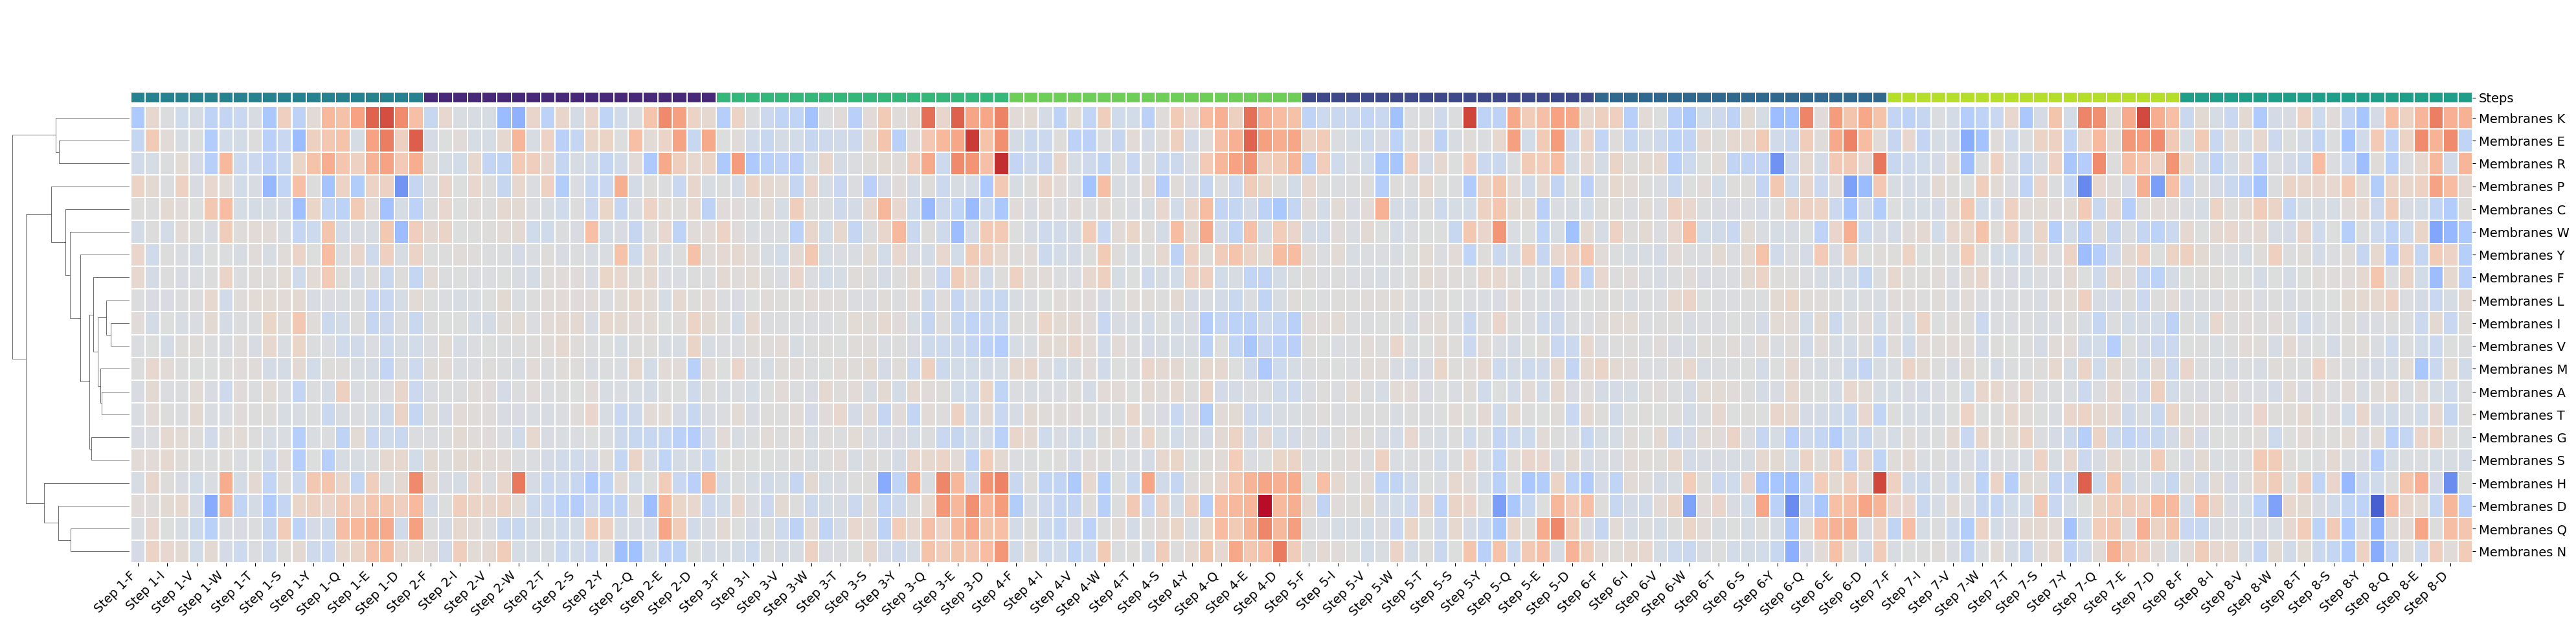 Steps
Membranes K
Membranes E
Membranes R
Membranes P
Membranes C
Membranes W
Membranes Y
Membranes F
Membranes L
Membranes I
Membranes V
Membranes M
Membranes A
Membranes T
Membranes G
Membranes S
Membranes H
Membranes D
Membranes Q
Membranes N
Step 1-F
Step 1-I
Step 1-V
Step 1-W
Step 1-T
Step 1-S
Step 1-Y
Step 1-Q
Step 1-E
Step 1-D
Step 2-F
Step 2-I
Step 2-V
Step 2-W
Step 2-T
Step 2-S
Step 2-Y
Step 2-Q
Step 2-E
Step 2-D
Step 3-F
Step 3-I
Step 3-V
Step 3-W
Step 3-T
Step 3-S
Step 3-Y
Step 3-Q
Step 3-E
Step 3-D
Step 4-F
Step 4-I
Step 4-V
Step 4-W
Step 4-T
Step 4-S
Step 4-Y
Step 4-Q
Step 4-E
Step 4-D
Step 5-F
Step 5-I
Step 5-V
Step 5-W
Step 5-T
Step 5-S
Step 5-Y
Step 5-Q
Step 5-E
Step 5-D
Step 6-F
Step 6-I
Step 6-V
Step 6-W
Step 6-T
Step 6-S
Step 6-Y
Step 6-Q
Step 6-E
Step 6-D
Step 7-F
Step 7-I
Step 7-V
Step 7-W
Step 7-T
Step 7-S
Step 7-Y
Step 7-Q
Step 7-E
Step 7-D
Step 8-F
Step 8-I
Step 8-V
Step 8-W
Step 8-T
Step 8-S
Step 8-Y
Step 8-Q
Step 8-E
Step 8-D